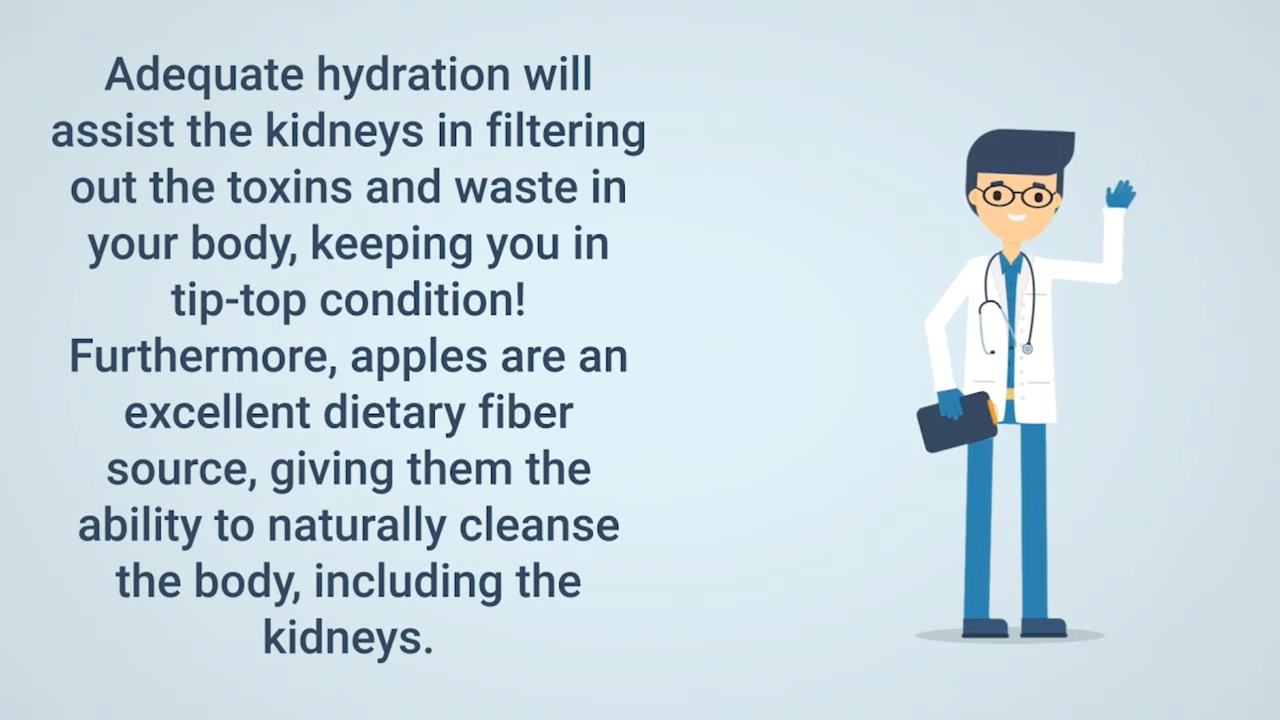 Adequate hydration will
assist the kidneys in filtering
out the toxins and waste in
your body, keeping you in
tip-top condition!
Furthermore, apples are an
excellent dietary fiber
source, giving them the
ability to naturally cleanse
the body, including the
kidneys.